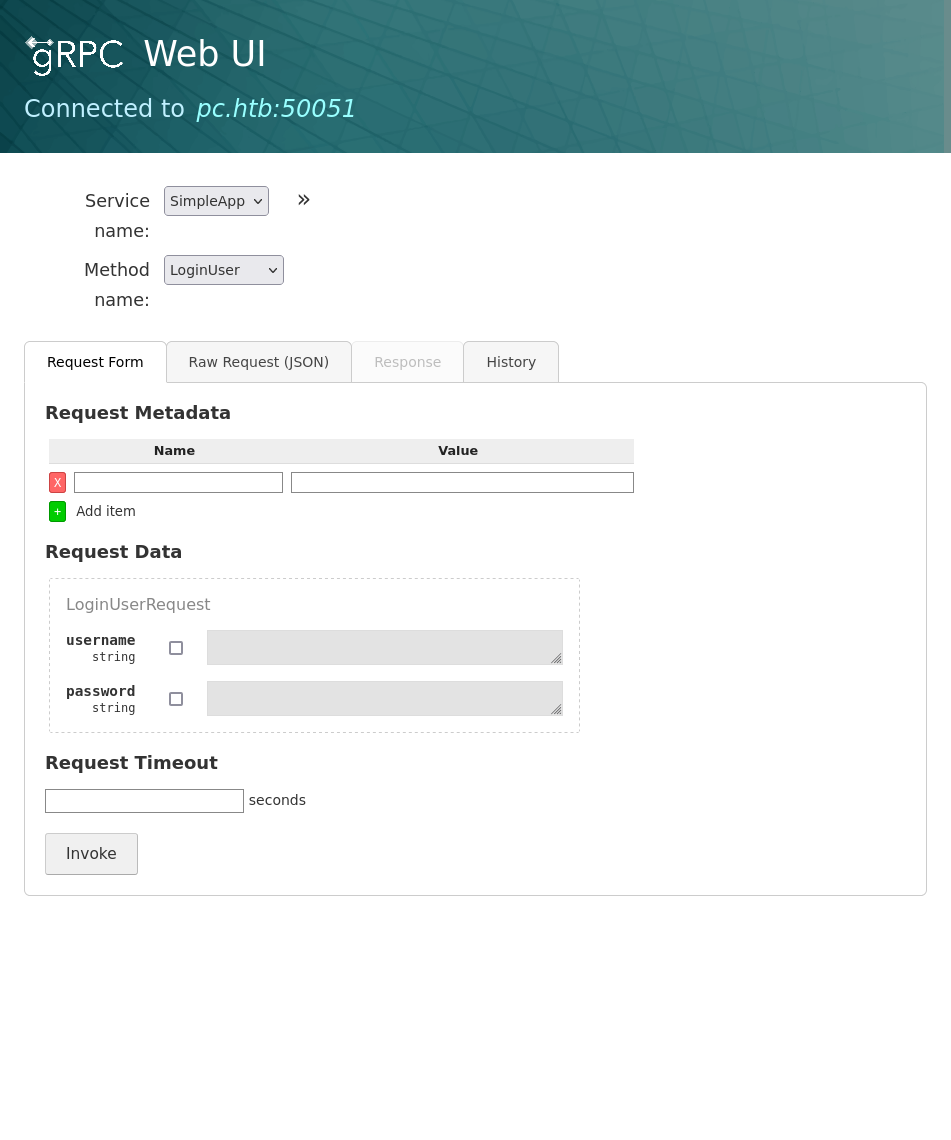 gRPC Web UI
Connected to pc.htb:50051
Service name:
SimpleApp
»
Method name:
LoginUser
Request Form Raw Request (JSON) Response History
Request Metadata
Name Value
X
+ Add item
Request Data
LoginUserRequest
username
string
password
string
Request Timeout
seconds
Invoke